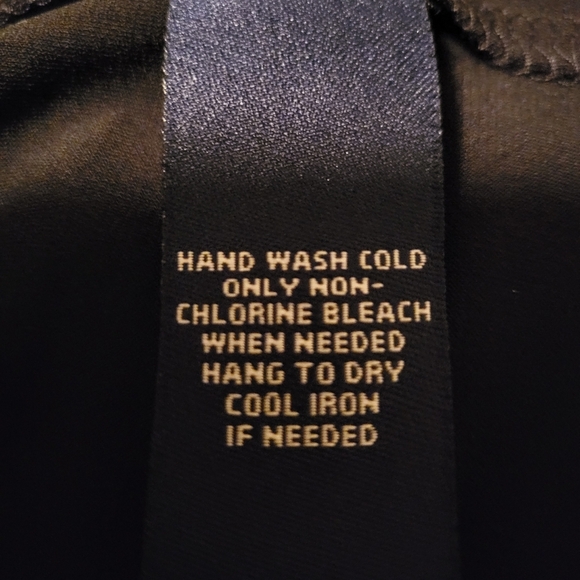 HAND WASH COLD
ONLY NON-
CHLORINE BLEACH
WHEN NEEDED
HANG TO DRY
COOL IRON
IF NEEDED